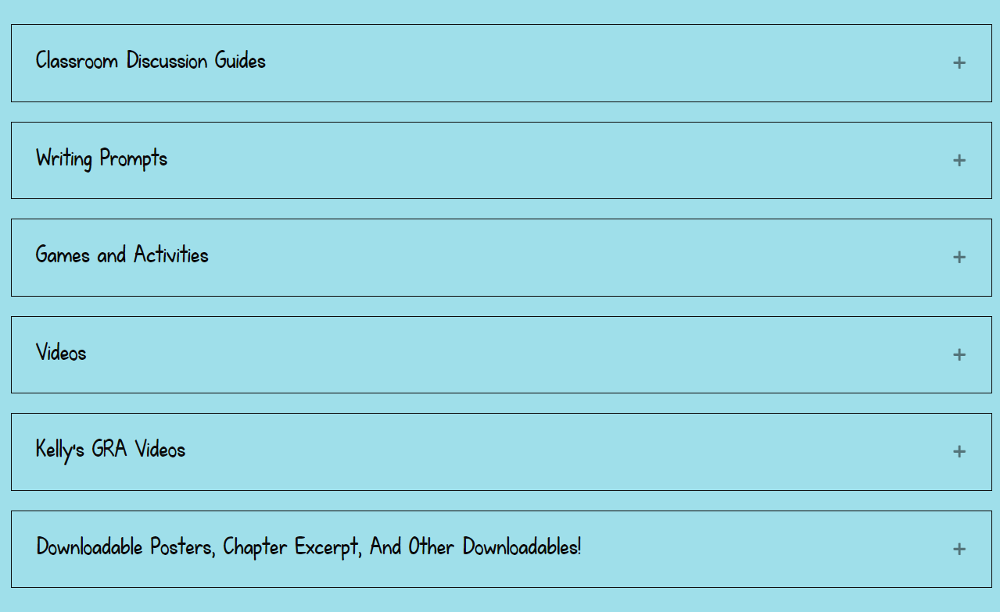 Classroom Discussion Guides
Writing Prompts
Games and Activities
Videos
Kelly's GRA Videos
Downloadable Posters, Chapter Excerpt, And Other Downloadables!